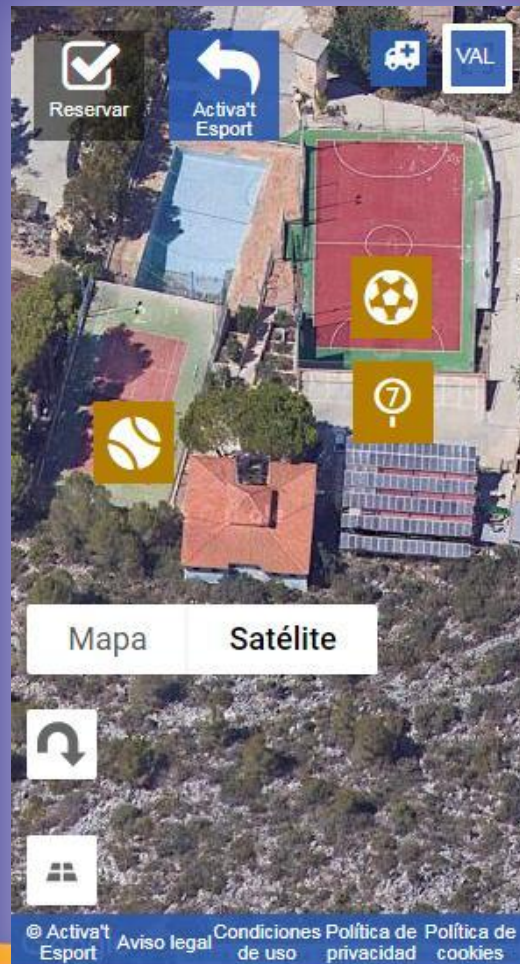 Reservar
Activa't
Esport
VAL
7
Mapa
Satélite
© Activa't
Esport
Aviso legal
Condiciones
de uso
Política de
privacidad
Política de
cookies